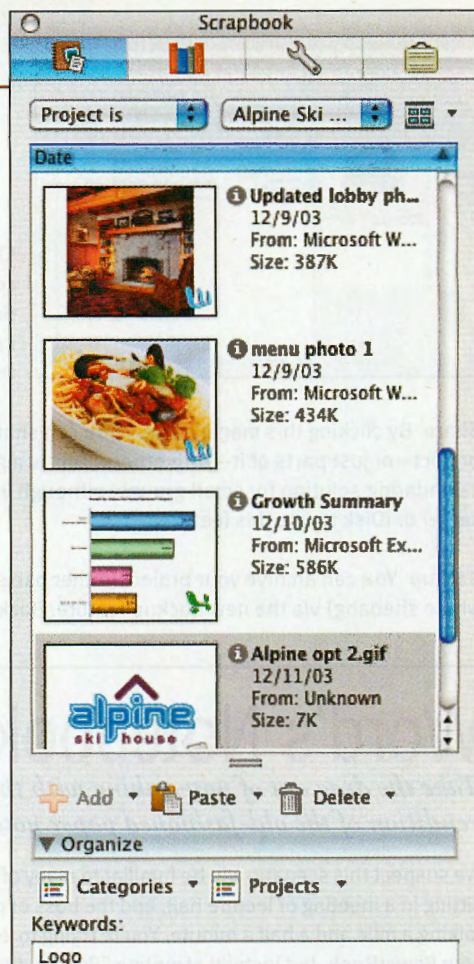 Scrapbook
Project is
Alpine Ski ...
Date
Updated lobby ph...
12/9/03
From: Microsoft W...
Size: 387K
menu photo 1
12/9/03
From: Microsoft W...
Size: 434K
Growth Summary
12/10/03
From: Microsoft Ex...
Size: 586K
Alpine opt 2.gif
12/11/03
From: Unknown
Size: 7K
alpine
ski house
Add
Paste
Delete
Organize
Categories
Projects
Keywords:
Logo